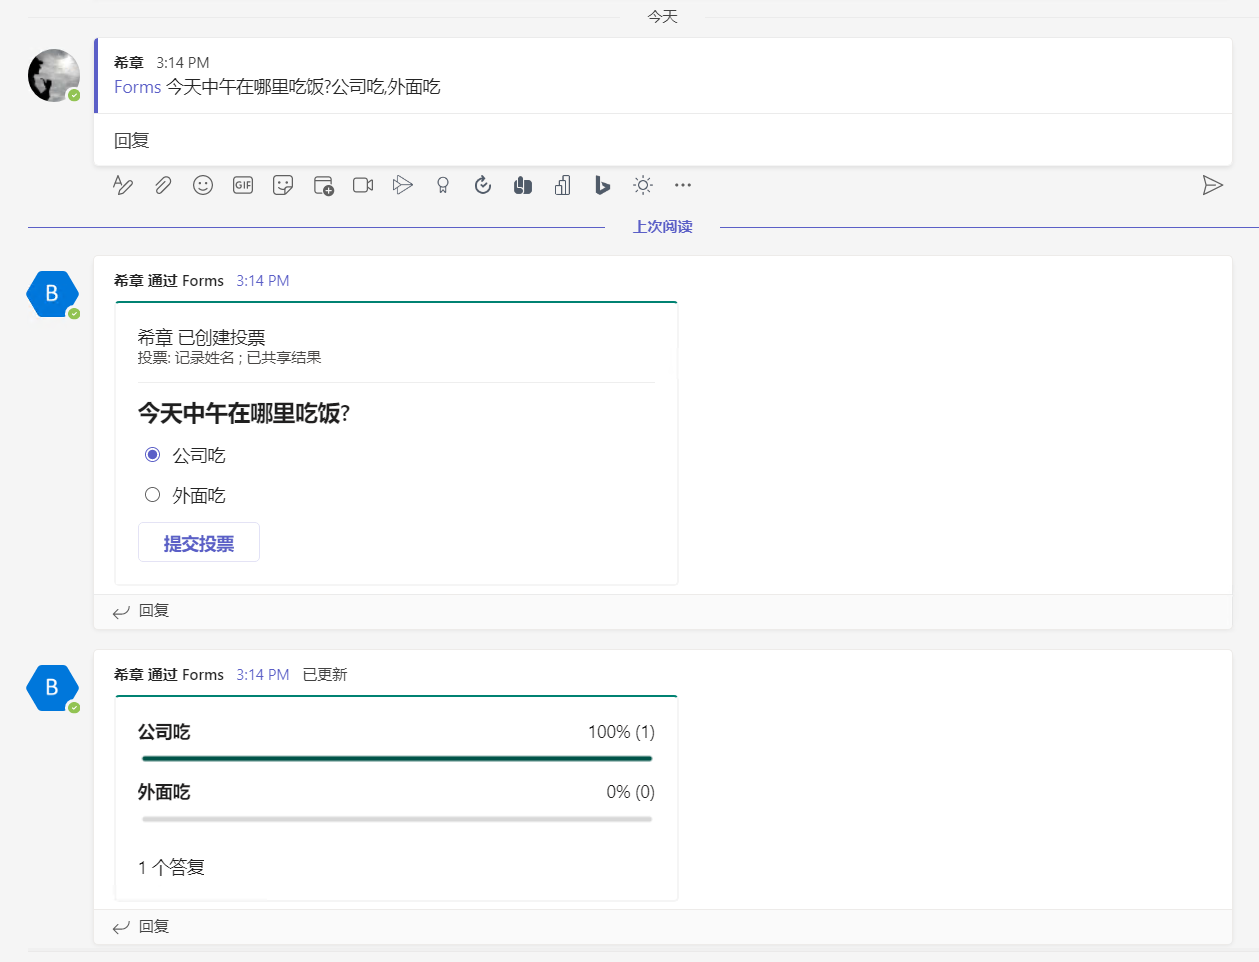 今天
希章 3:14 PM
Forms 今天中午在哪里吃饭?公司吃,外面吃
回复
GIF
上次阅读
B
希章 通过 Forms 3:14 PM
希章 已创建投票
投票: 记录姓名 ; 已共享结果
今天中午在哪里吃饭?
公司吃
外面吃
提交投票
回复
B
希章 通过 Forms 3:14 PM 已更新
公司吃 100% (1)
外面吃 0% (0)
1 个答复
回复